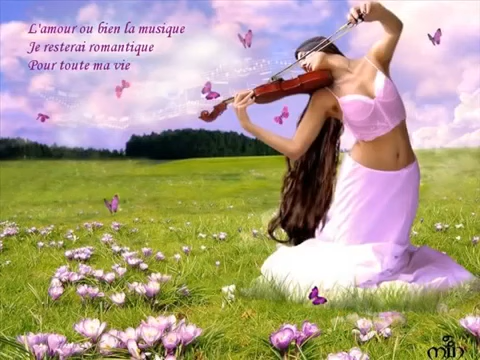 L'amour ou bien la musique
Je resterai romantique
Pour toute ma vie